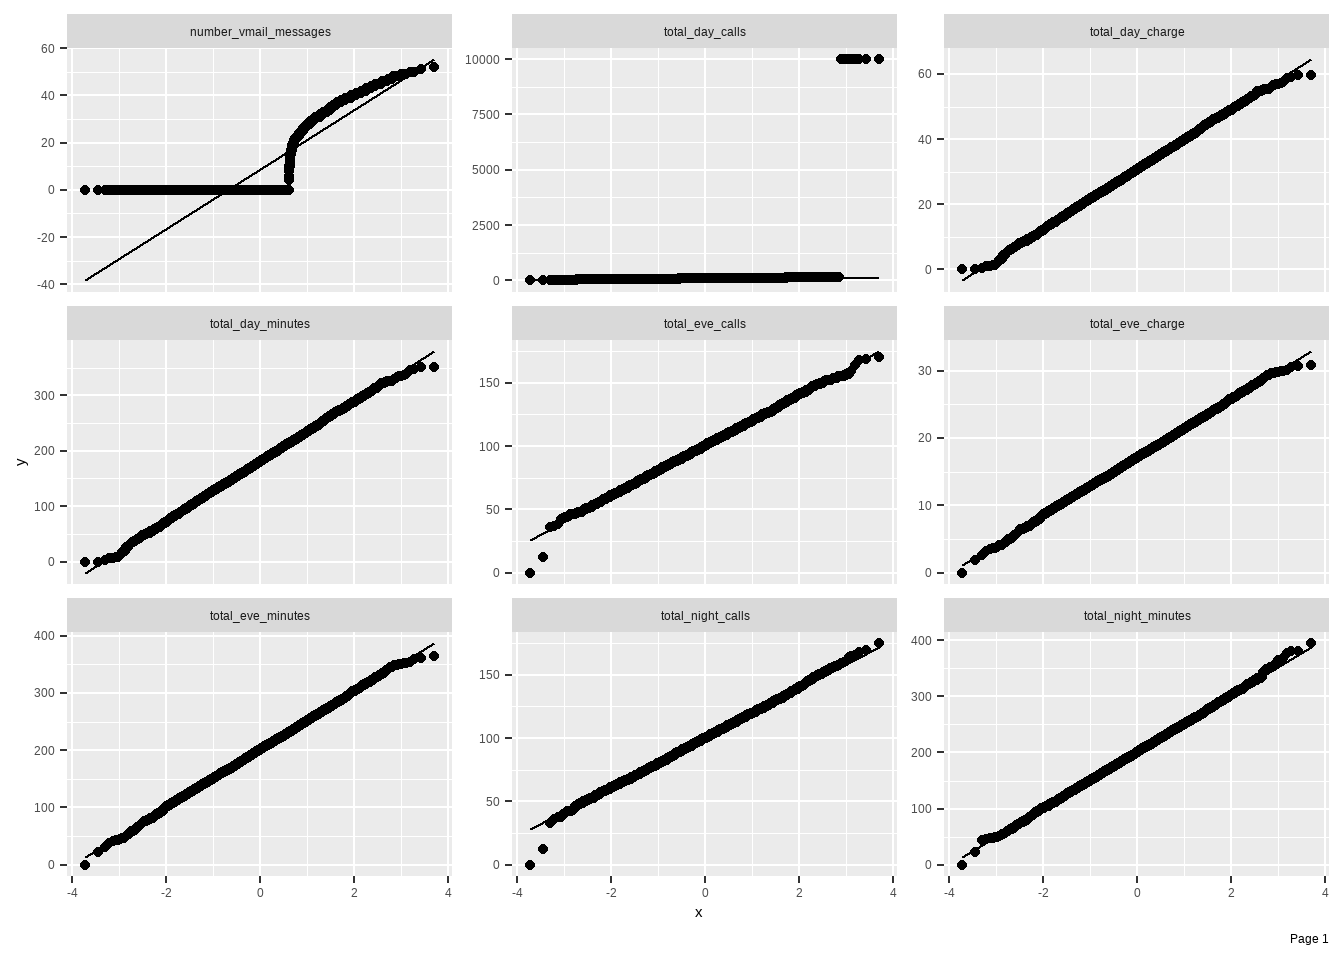 number_vmail_messages
total_day_calls
total_day_charge
60
40
20
0
-20
-40
10000
7500
5000
2500
0
60
40
20
0
total_day_minutes
total_eve_calls
total_eve_charge
300
200
100
0
150
100
50
0
30
20
10
0
y
total_eve_minutes
total_night_calls
total_night_minutes
400
300
200
100
0
150
100
50
0
400
300
200
100
0
-4 -2 0 2 4
-4 -2 0 2 4
-4 -2 0 2 4
x
Page 1